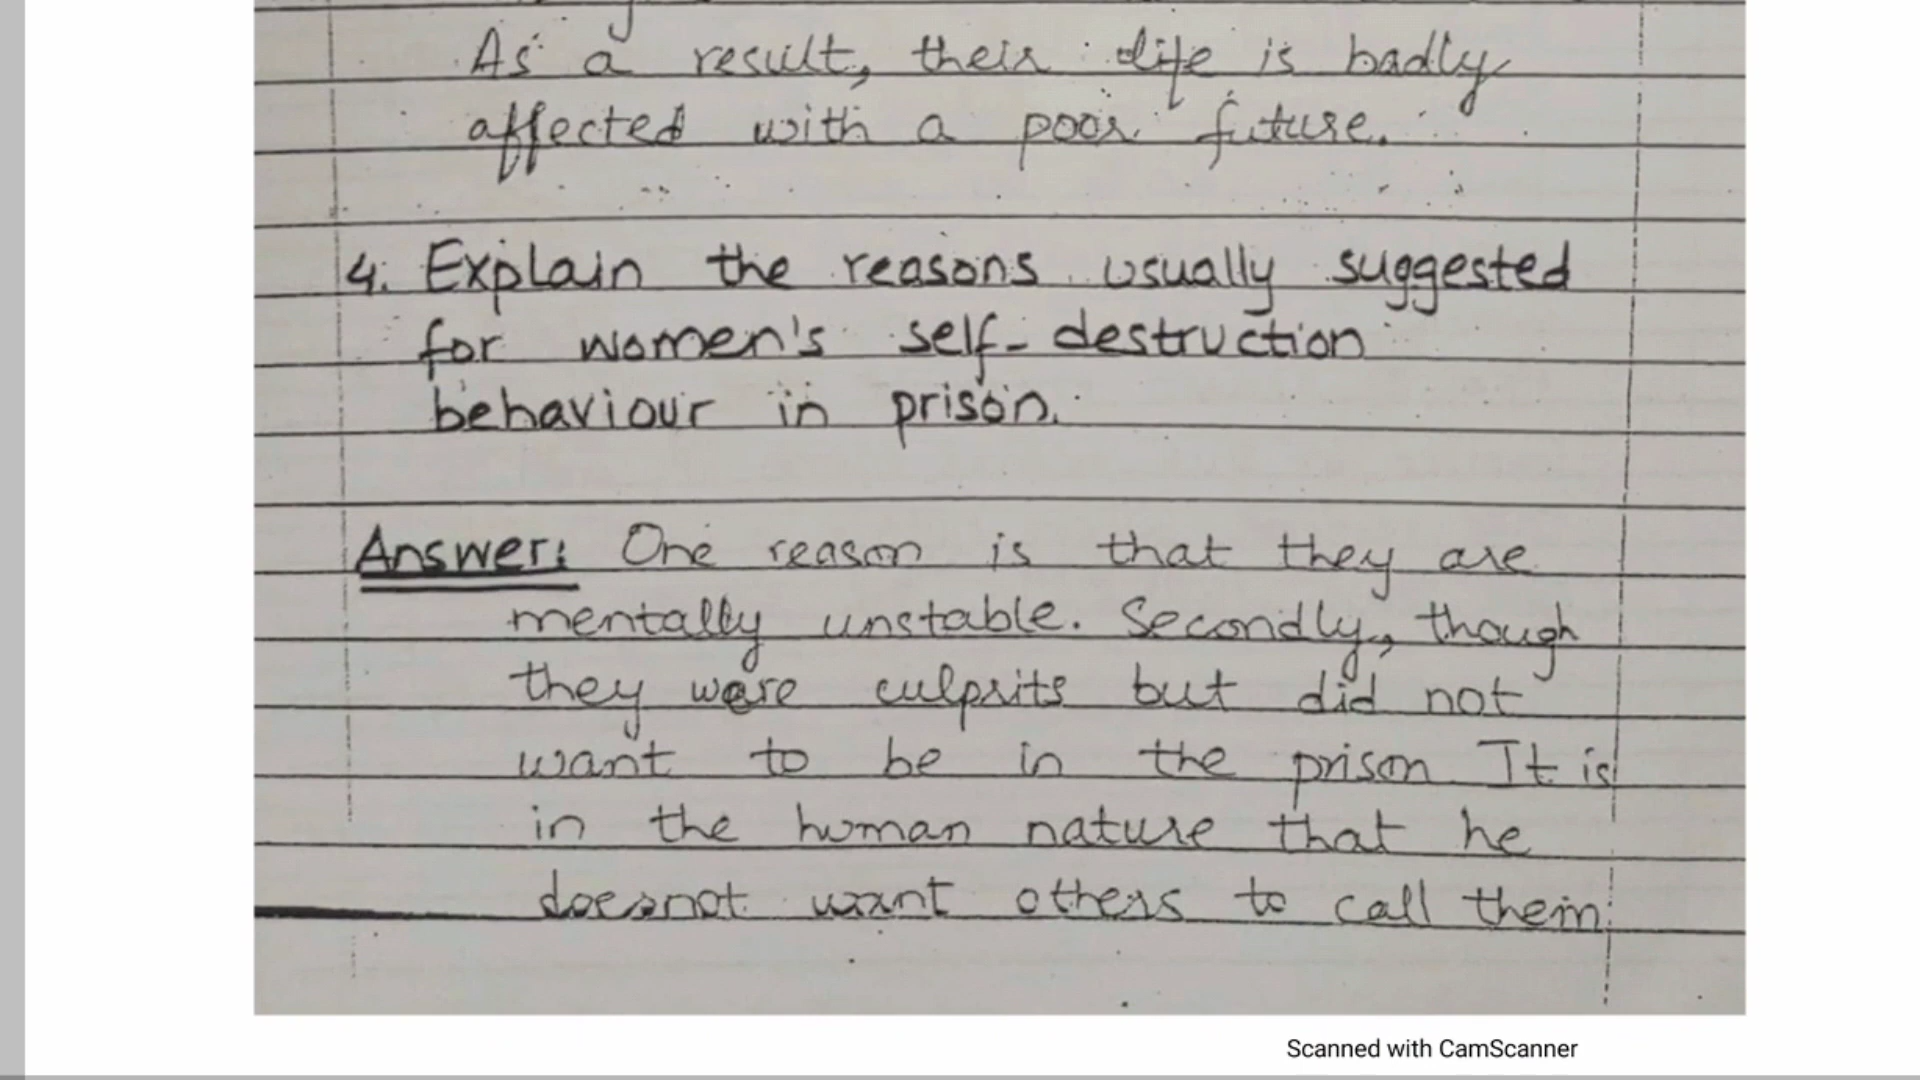 As a result, their life is badly
affected with a poor future.
4. Explain the reasons usually suggested
for women's self-destruction
behaviour in prison.
Answer: One reason is that they are
mentally unstable. Secondly, though
they were culprits but did not
want to be in the prison It is
in the human nature that he
doesnot want others to call them
Scanned with CamScanner